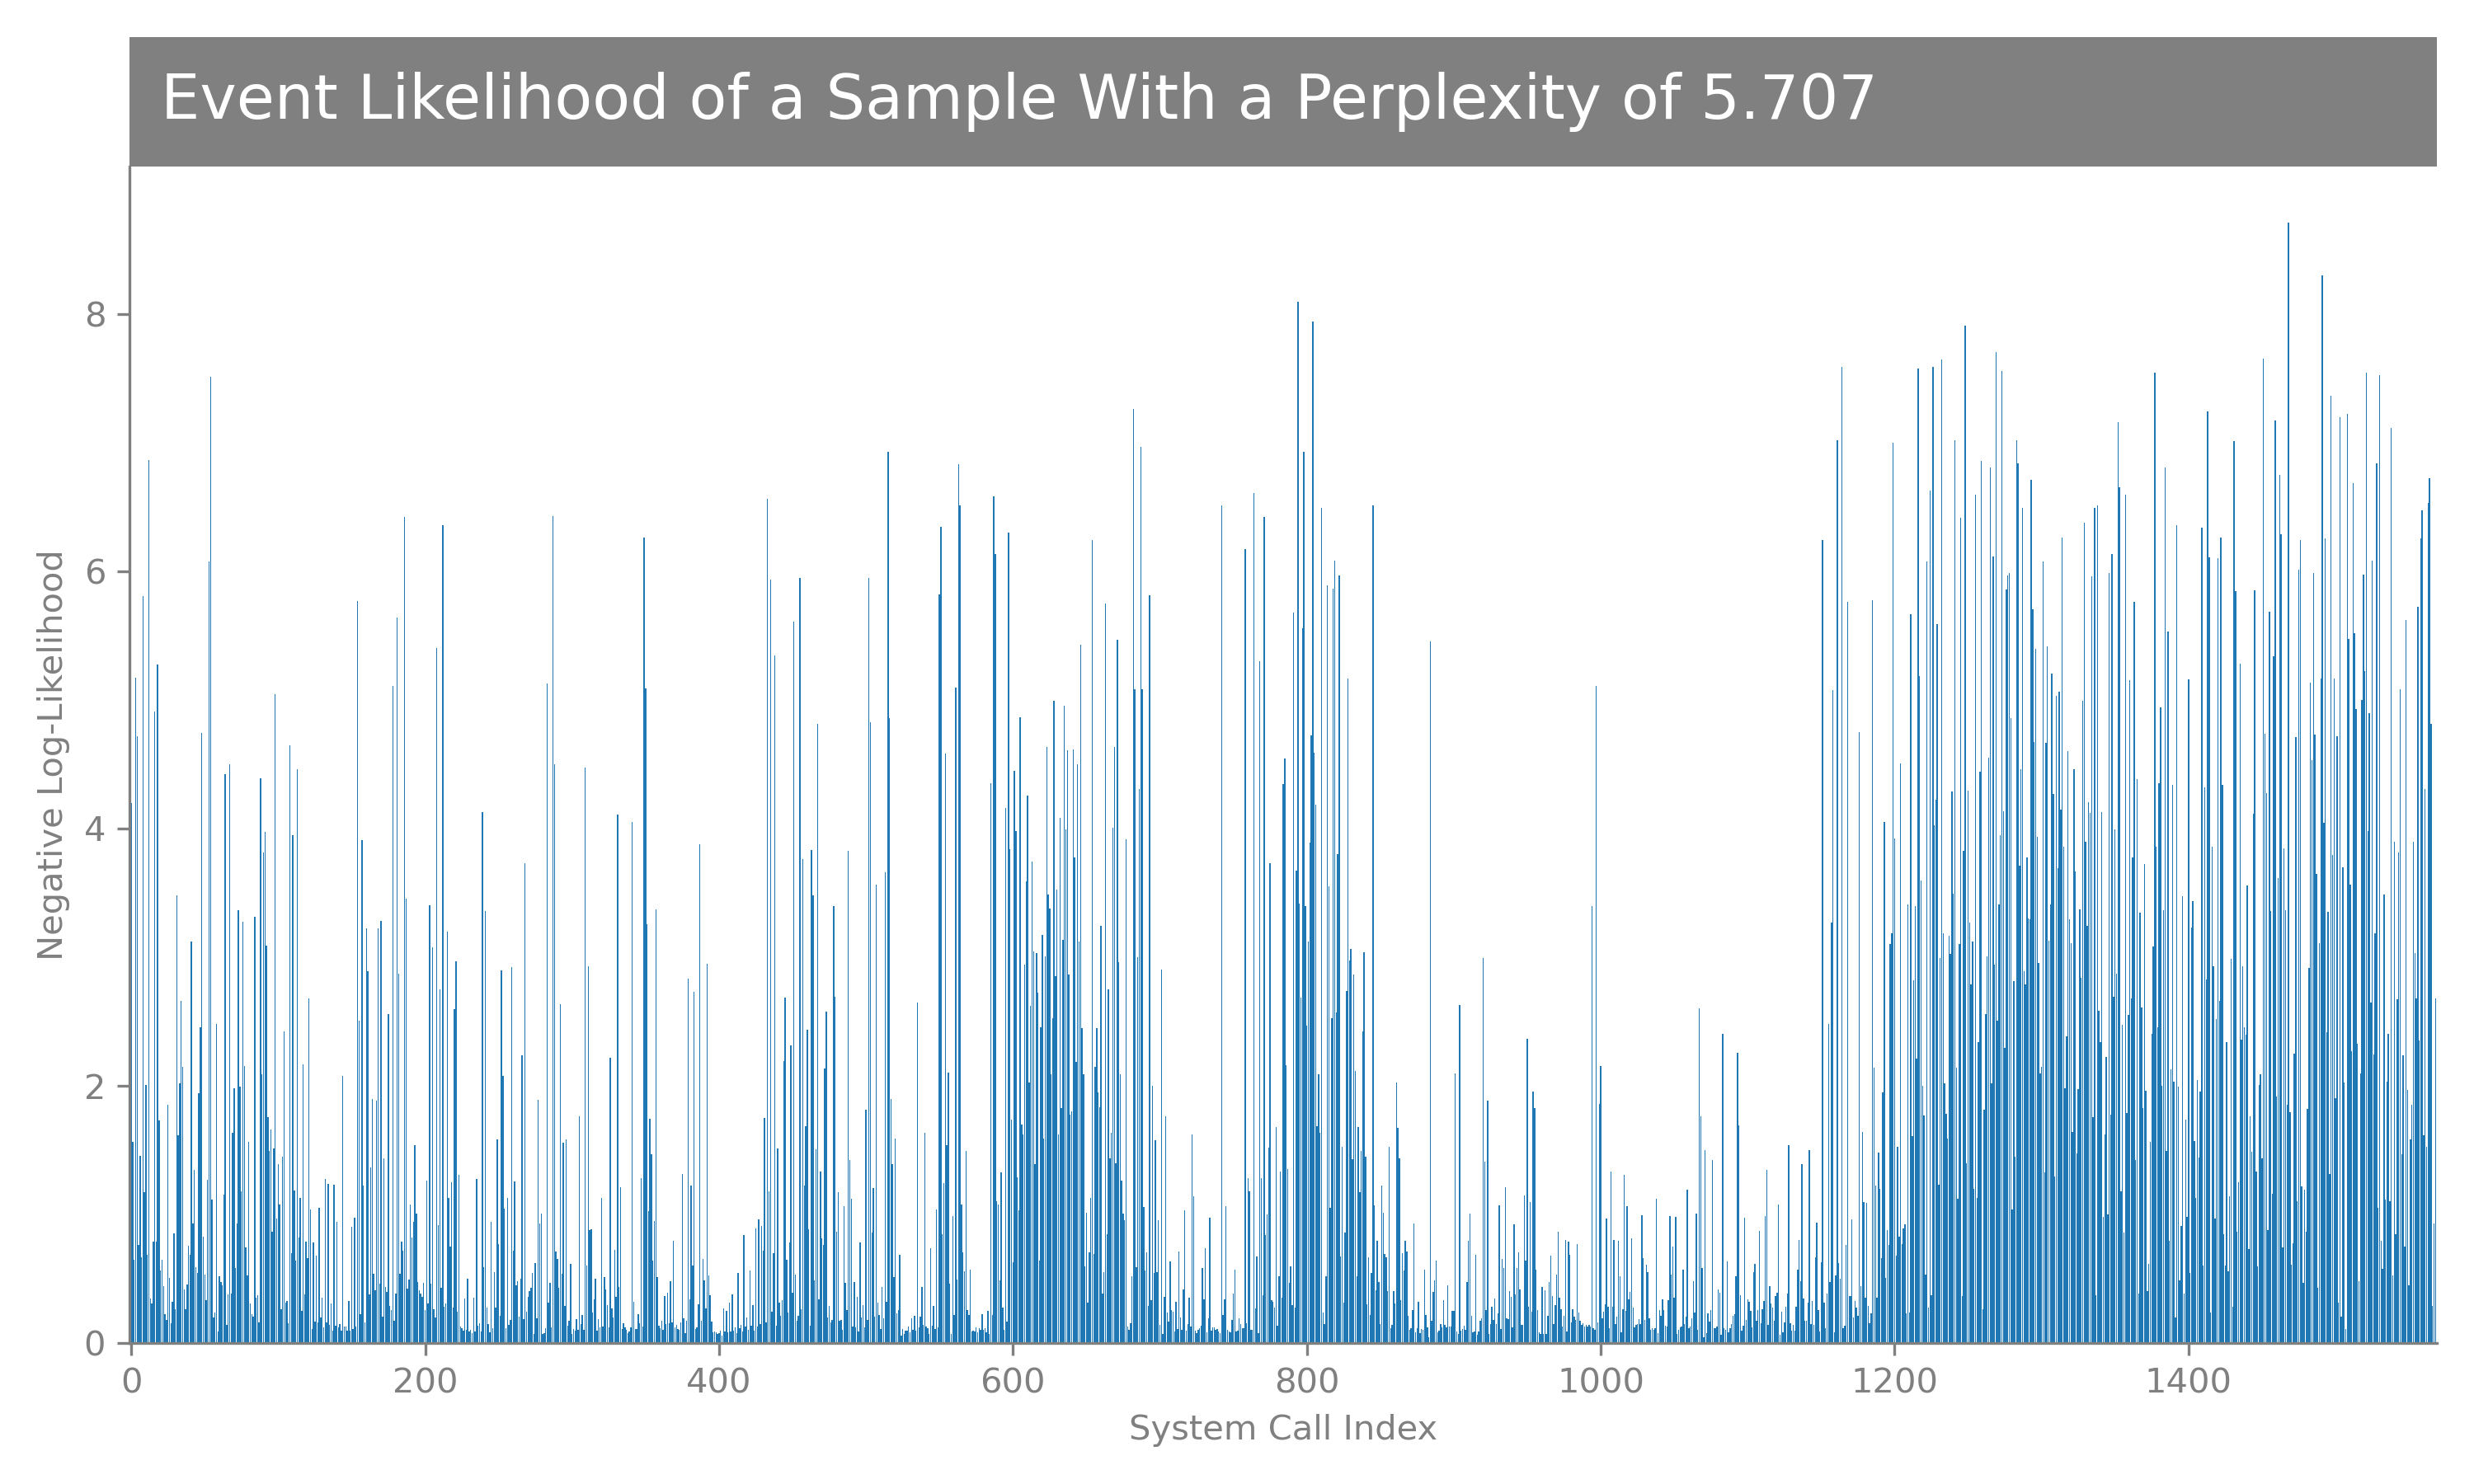 Event Likelihood of a Sample With a Perplexity of 5.707
Negative Log-Likelihood
8
6
4
2
0
0 200 400 600 800 1000 1200 1400
System Call Index